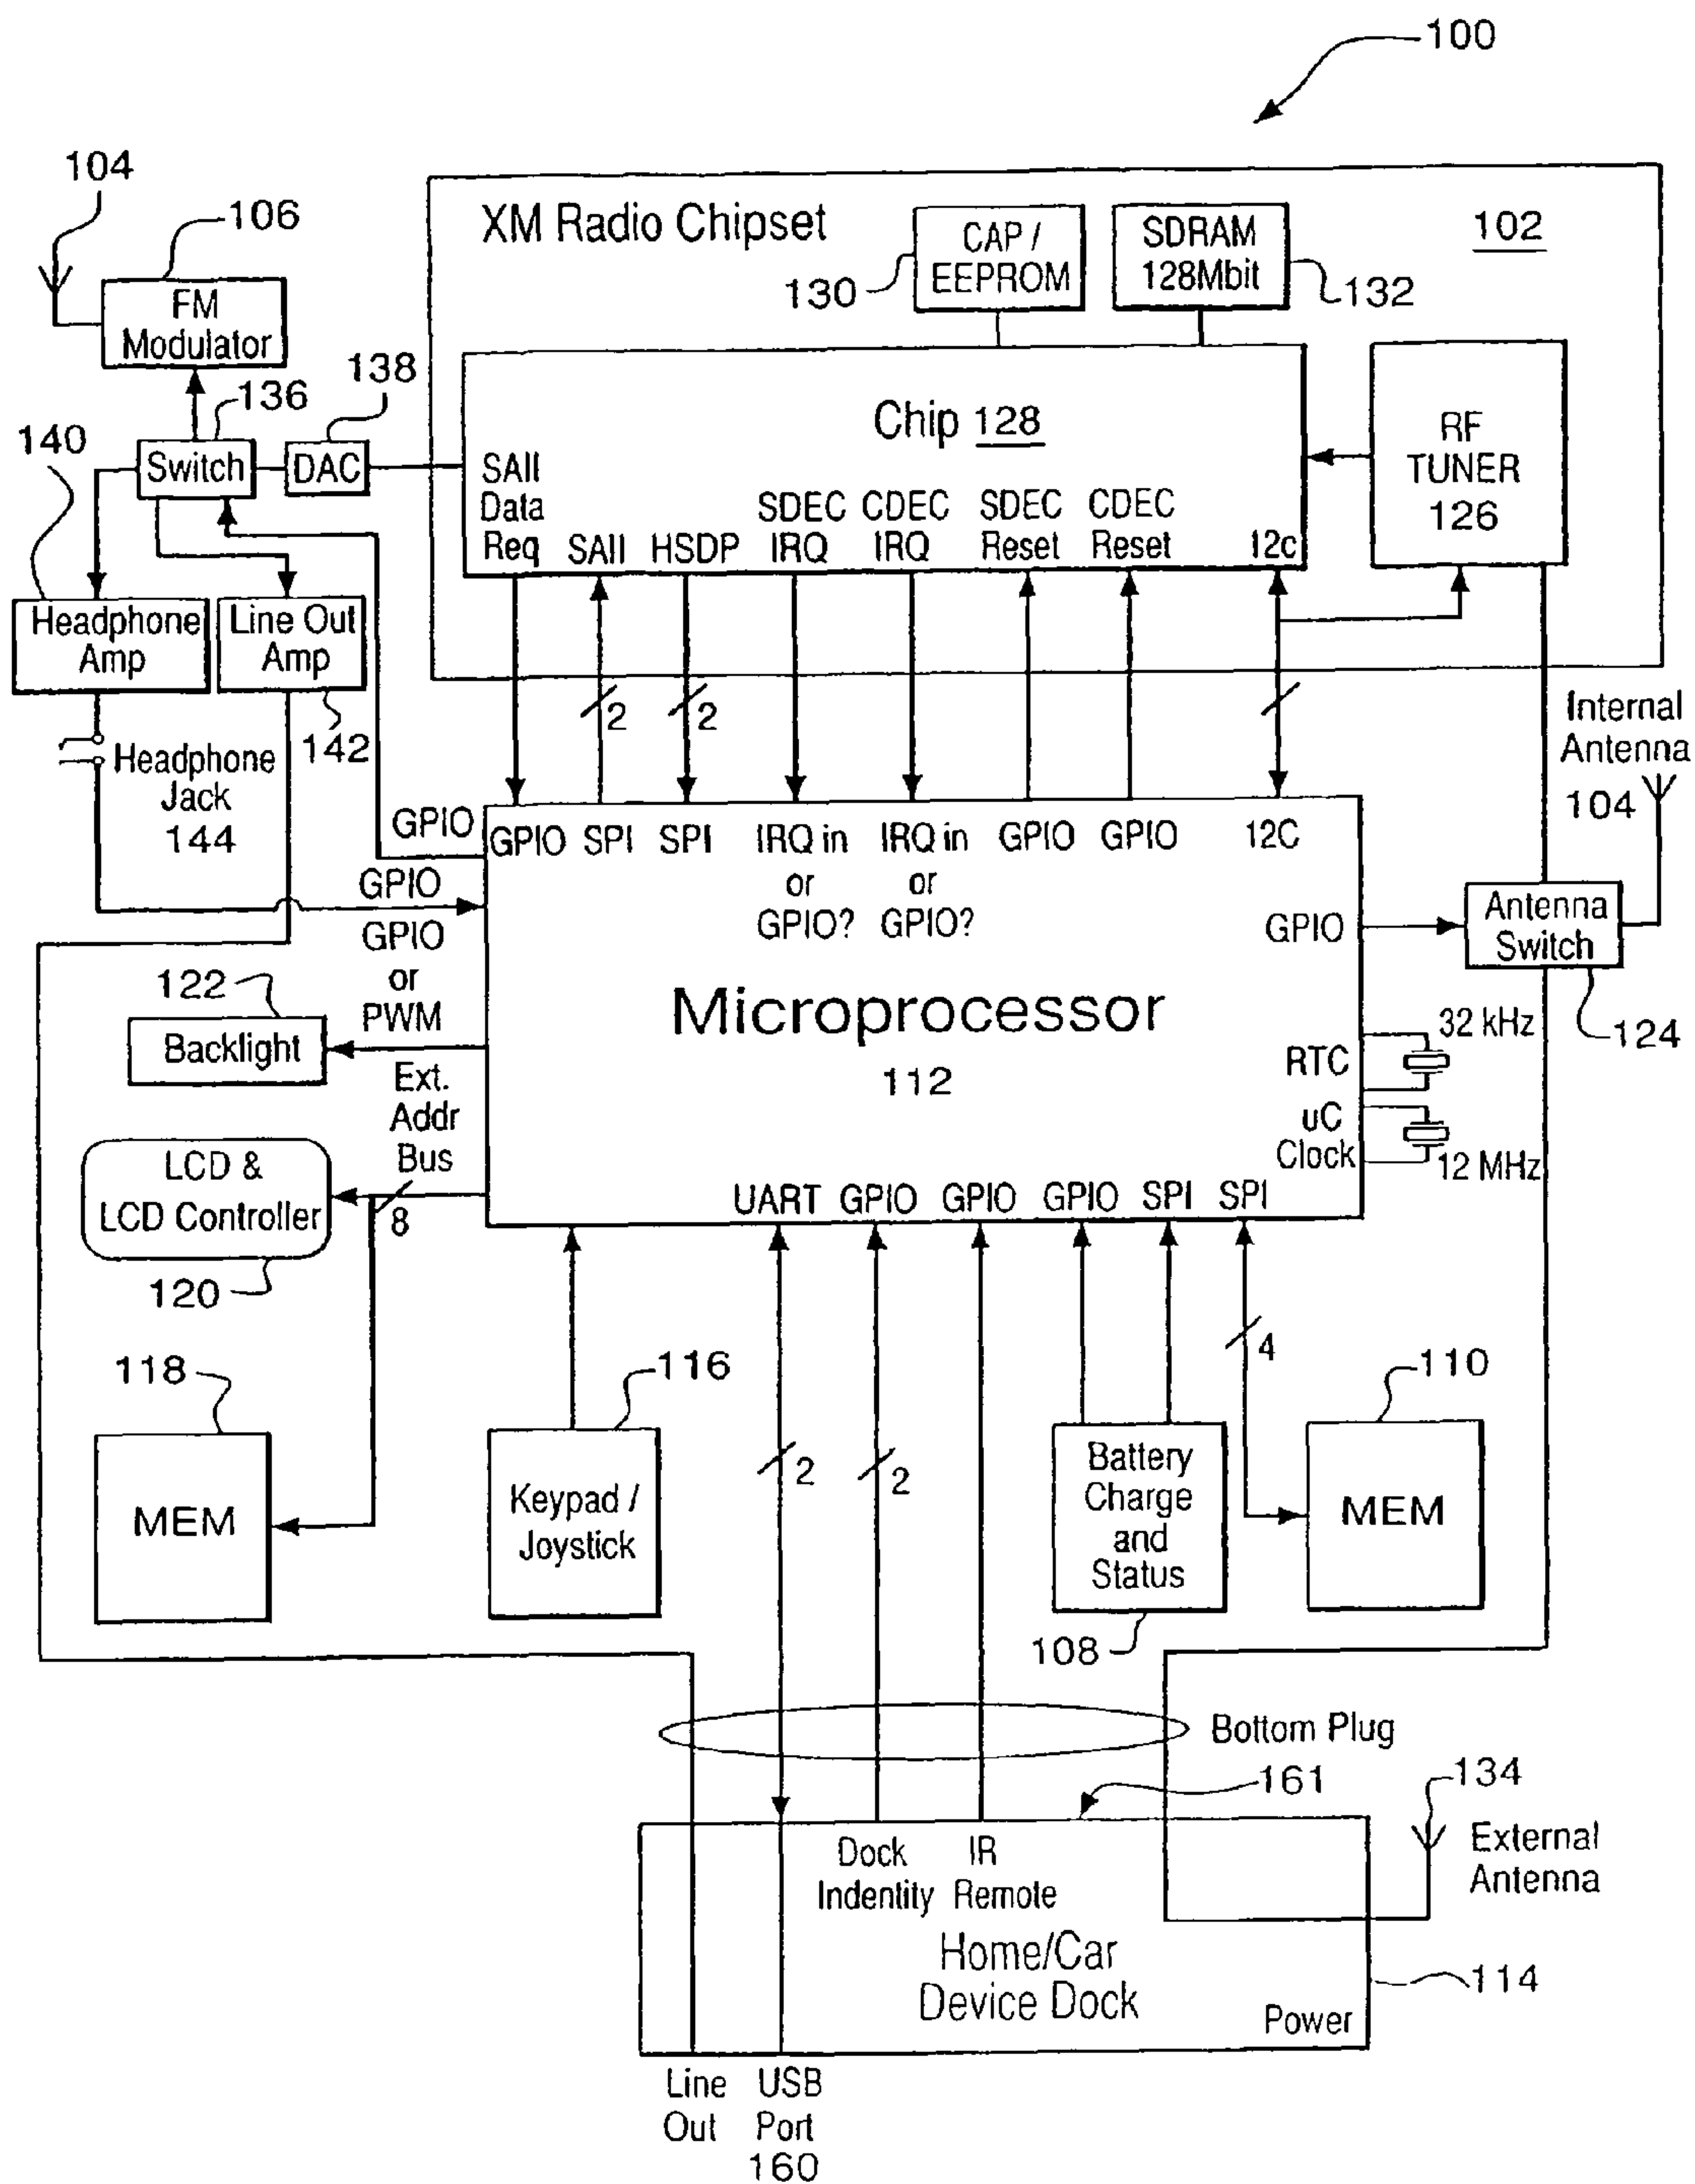 100
104
106
XM Radio Chipset
CAP /
EEPROM
130
SDRAM
128Mbit
132
102
FM
Modulator
136
138
140
Switch
DAC
Chip 128
RF
TUNER
126
SAII
Data
Req
SAII
HSDP
SDEC
IRQ
CDEC
IRQ
SDEC
Reset
CDEC
Reset
12c
Headphone
Amp
Line Out
Amp
142
2
2
Headphone
Jack
144
Internal
Antenna
104
GPIO
GPIO
SPI
SPI
IRQ in
or
GPIO?
IRQ in
or
GPIO?
GPIO
GPIO
12C
GPIO
GPIO
or
PWM
GPIO
Antenna
Switch
124
Microprocessor
112
122
Backlight
32 kHz
RTC
uC
Clock
12 MHz
Ext.
Addr
Bus
8
LCD &
LCD Controller
120
UART
GPIO
GPIO
GPIO
SPI
SPI
118
MEM
116
Keypad /
Joystick
2
2
4
Battery
Charge
and
Status
108
110
MEM
Bottom Plug
161
134
External
Antenna
Dock
Indentity
IR
Remote
Home/Car
Device Dock
114
Power
Line
Out
USB
Port
160